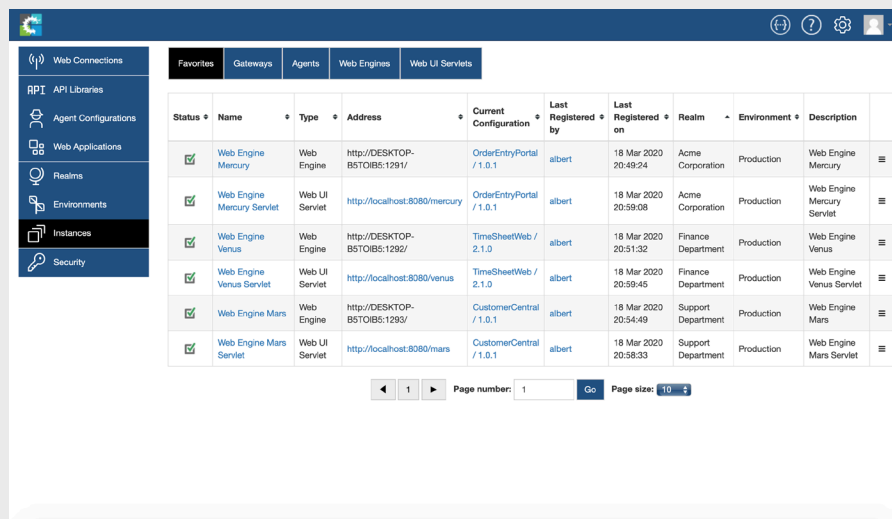 Web Connections
API API Libraries
Agent Configurations
Web Applications
Realms
Environments
Instances
Security
Favorites Gateways Agents Web Engines Web UI Servlets
Status Name Type Address Current Configuration Last Registered by Last Registered on Realm Environment Description
Web Engine Mercury Web Engine http://DESKTOP-B5TOIB5:1291/ OrderEntryPortal / 1.0.1 albert 18 Mar 2020 20:49:24 Acme Corporation Production Web Engine Mercury
Web Engine Mercury Servlet Web UI Servlet http://localhost:8080/mercury OrderEntryPortal / 1.0.1 albert 18 Mar 2020 20:59:08 Acme Corporation Production Web Engine Mercury Servlet
Web Engine Venus Web Engine http://DESKTOP-B5TOIB5:1292/ TimeSheetWeb / 2.1.0 albert 18 Mar 2020 20:51:32 Finance Department Production Web Engine Venus
Web Engine Venus Servlet Web UI Servlet http://localhost:8080/venus TimeSheetWeb / 2.1.0 albert 18 Mar 2020 20:59:45 Finance Department Production Web Engine Venus Servlet
Web Engine Mars Web Engine http://DESKTOP-B5TOIB5:1293/ CustomerCentral / 1.0.1 albert 18 Mar 2020 20:54:49 Support Department Production Web Engine Mars
Web Engine Mars Servlet Web UI Servlet http://localhost:8080/mars CustomerCentral / 1.0.1 albert 18 Mar 2020 20:58:33 Support Department Production Web Engine Mars Servlet
1 Page number: 1 Go Page size: 10